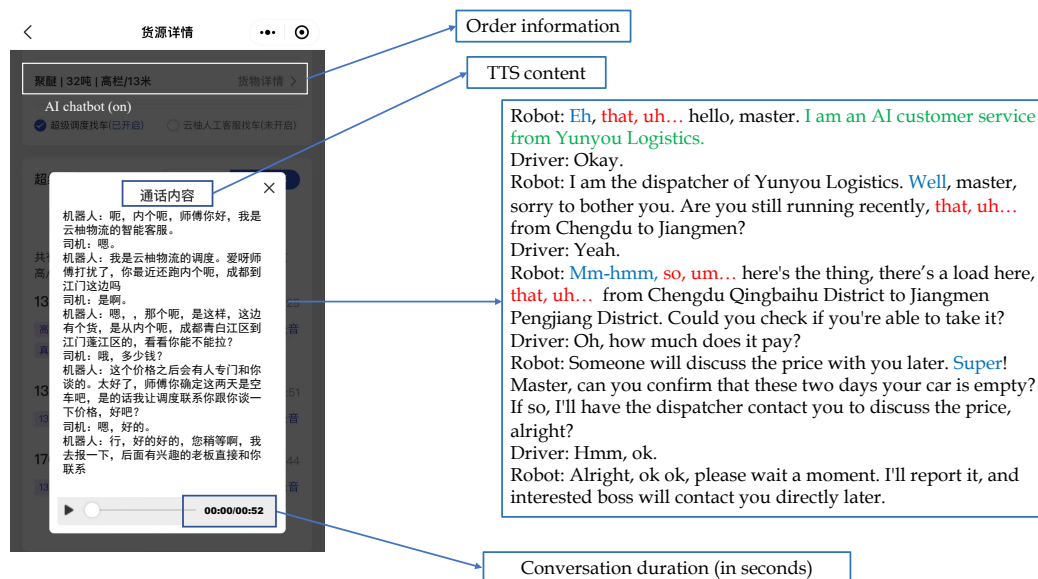 货源详情
聚醚 | 32吨 | 高栏/13米
货物详情 >
AI chatbot (on)
超级调度找车(已开启)
云柚人工客服找车(未开启)
超
通话内容
机器人：呃，内个呃，师傅你好，我是
云柚物流的智能客服。
司机：嗯。
机器人：我是云柚物流的调度。爱呀师
傅打扰了，你最近还跑内个呃，成都到
江门这边吗
司机：是啊。
机器人：嗯，，那个呃，是这样，这边
有个货，是从内个呃，成都青白江区到
江门蓬江区的，看看你能不能拉？
司机：哦，多少钱？
机器人：这个价格之后会有人专门和你
谈的。太好了，师傅你确定这两天是空
车吧，是的话我让调度联系你跟你谈一
下价格，好吧？
司机：嗯，好的。
机器人：行，好的好的，您稍等啊，我
去报一下，后面有兴趣的老板直接和你
联系
00:00/00:52
Order information
TTS content
Robot: Eh, that, uh… hello, master. I am an AI customer service
from Yunyou Logistics.
Driver: Okay.
Robot: I am the dispatcher of Yunyou Logistics. Well, master,
sorry to bother you. Are you still running recently, that, uh…
from Chengdu to Jiangmen?
Driver: Yeah.
Robot: Mm-hmm, so, um… here's the thing, there's a load here,
that, uh… from Chengdu Qingbaihu District to Jiangmen
Pengjiang District. Could you check if you're able to take it?
Driver: Oh, how much does it pay?
Robot: Someone will discuss the price with you later. Super!
Master, can you confirm that these two days your car is empty?
If so, I'll have the dispatcher contact you to discuss the price,
alright?
Driver: Hmm, ok.
Robot: Alright, ok ok, please wait a moment. I'll report it, and
interested boss will contact you directly later.
Conversation duration (in seconds)